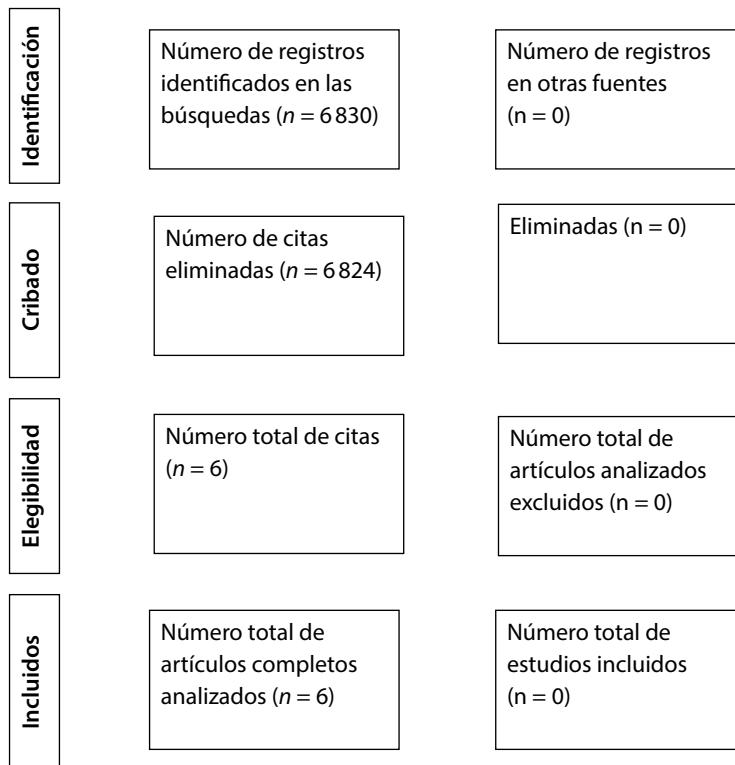 Identificación
Número de registros
identificados en las
búsquedas (n = 6 830)
Número de registros
en otras fuentes
(n = 0)
Cribado
Número de citas
eliminadas (n = 6 824)
Eliminadas (n = 0)
Elegibilidad
Número total de citas
(n = 6)
Número total de
artículos analizados
excluidos (n = 0)
Incluidos
Número total de
artículos completos
analizados (n = 6)
Número total de
estudios incluidos
(n = 0)